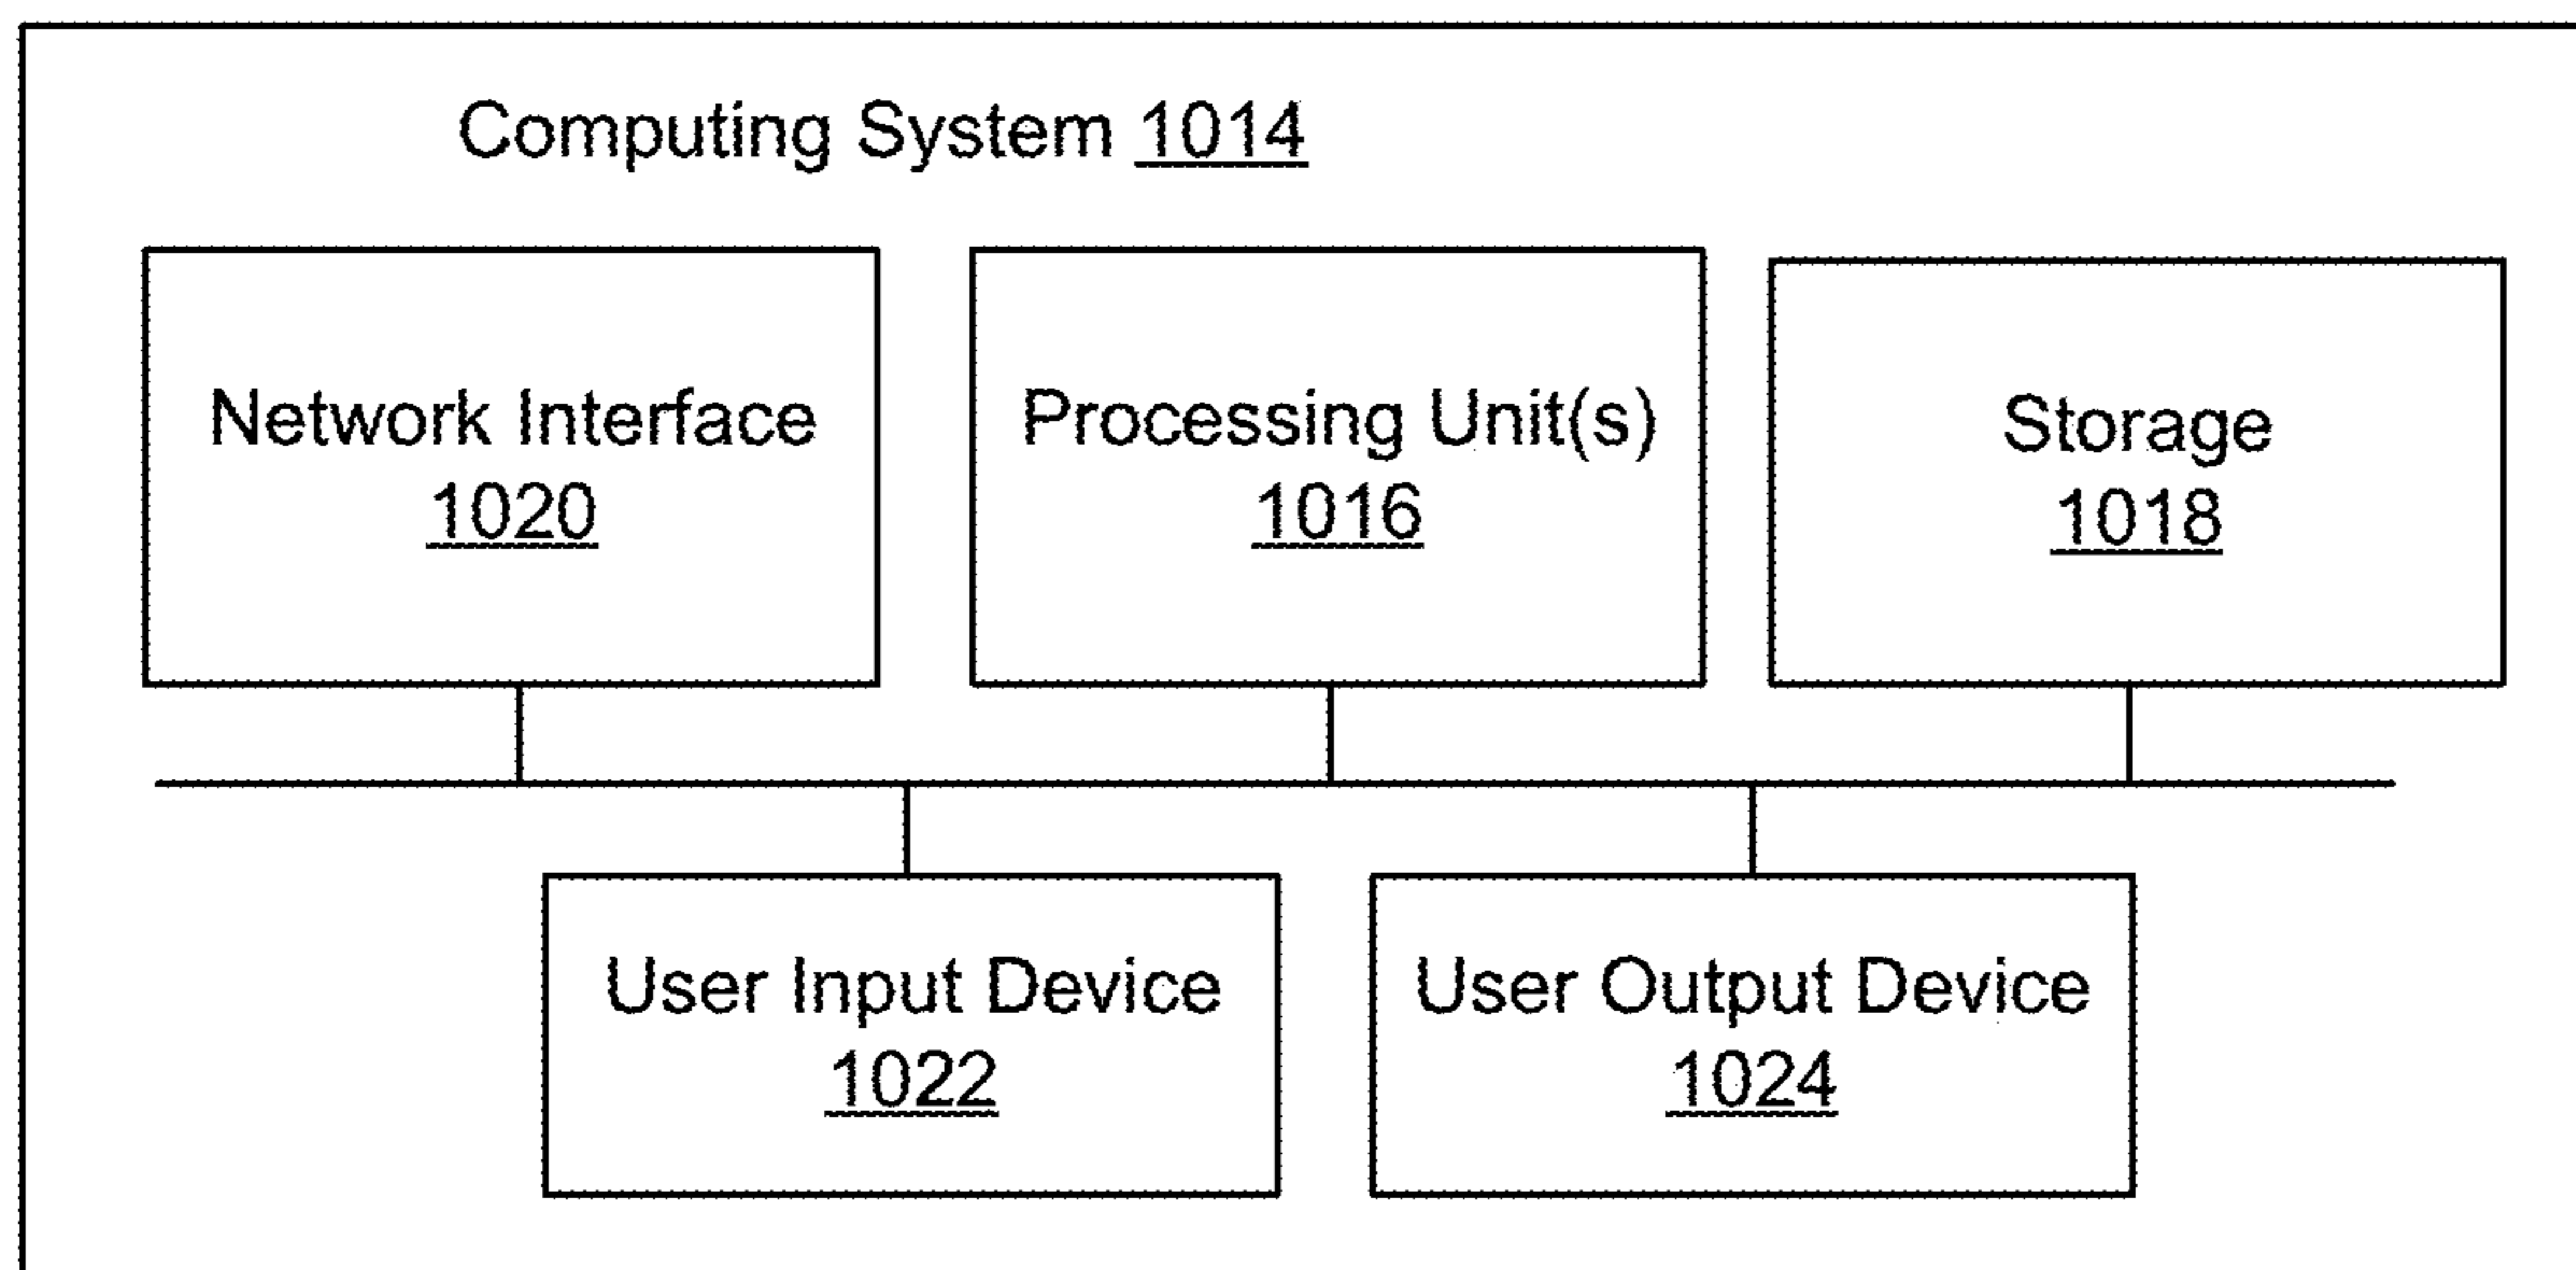 Computing System 1014
Network Interface
1020
Processing Unit(s)
1016
Storage
1018
User Input Device
1022
User Output Device
1024